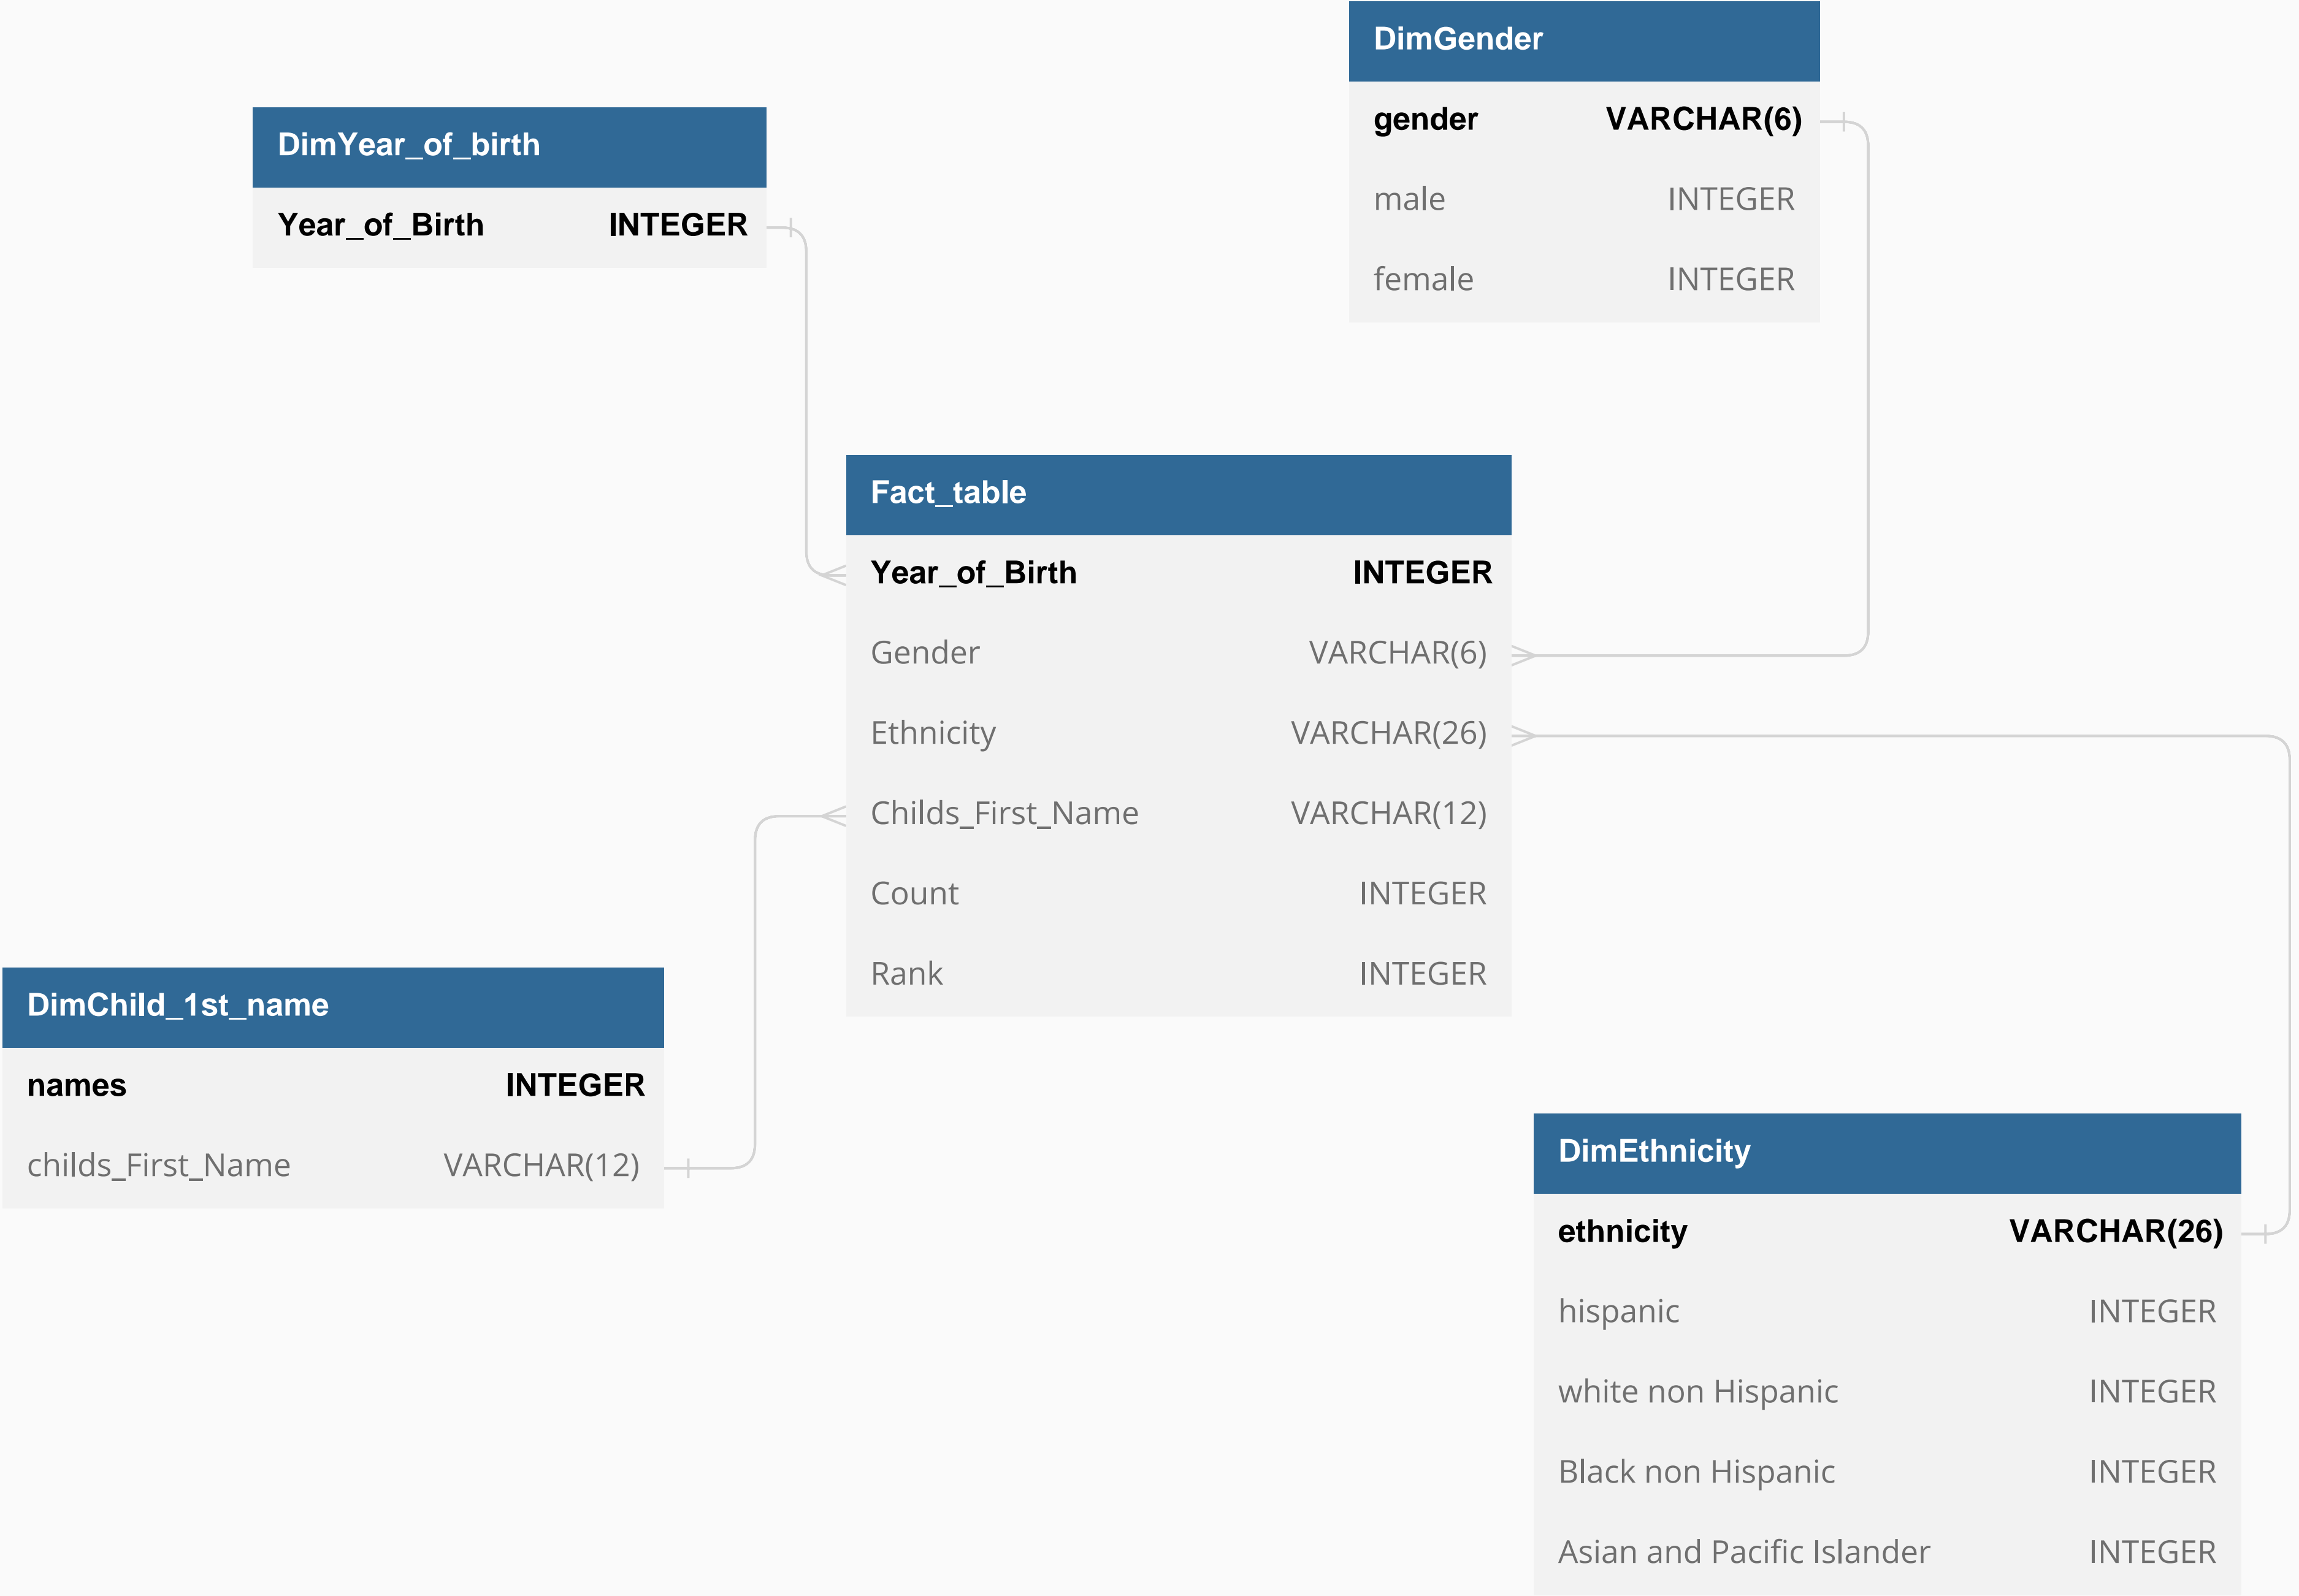 DimGender
gender VARCHAR(6)
male INTEGER
female INTEGER
DimYear_of_birth
Year_of_Birth INTEGER
Fact_table
Year_of_Birth INTEGER
Gender VARCHAR(6)
Ethnicity VARCHAR(26)
Childs_First_Name VARCHAR(12)
Count INTEGER
Rank INTEGER
DimChild_1st_name
names INTEGER
childs_First_Name VARCHAR(12)
DimEthnicity
ethnicity VARCHAR(26)
hispanic INTEGER
white non Hispanic INTEGER
Black non Hispanic INTEGER
Asian and Pacific Islander INTEGER